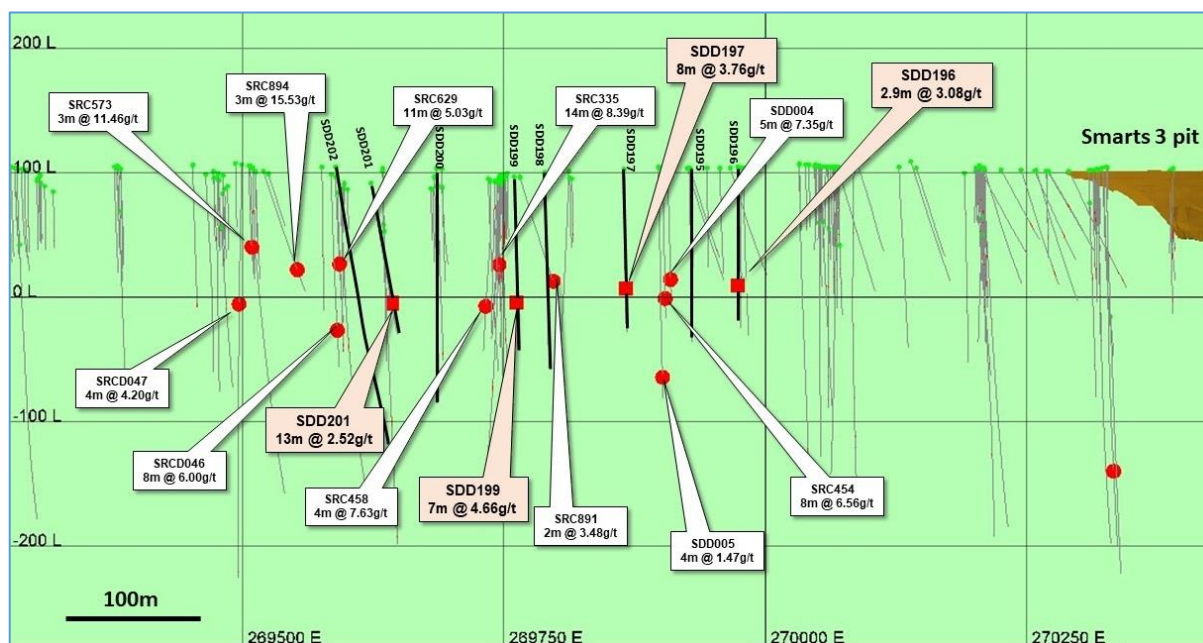 200 L
SDD197
8m @ 3.76g/t
SRC894
3m @ 15.53g/t
SDD196
2.9m @ 3.08g/t
SRC573
3m @ 11.46g/t
SRC629
11m @ 5.03g/t
SRC335
14m @ 8.39g/t
SDD004
5m @ 7.35g/t
Smarts 3 pit
SDD202
SDD201
SDD200
SDD199
SDD198
SDD197
SDD195
SDD196
100 L
0 L
SRCD047
4m @ 4.20g/t
-100 L
SDD201
13m @ 2.52g/t
SRCD046
8m @ 6.00g/t
SRC458
4m @ 7.63g/t
SDD199
7m @ 4.66g/t
SRC891
2m @ 3.48g/t
SRC454
8m @ 6.56g/t
SDD005
4m @ 1.47g/t
-200 L
100m
269500 E
269750 E
270000 E
270250 E